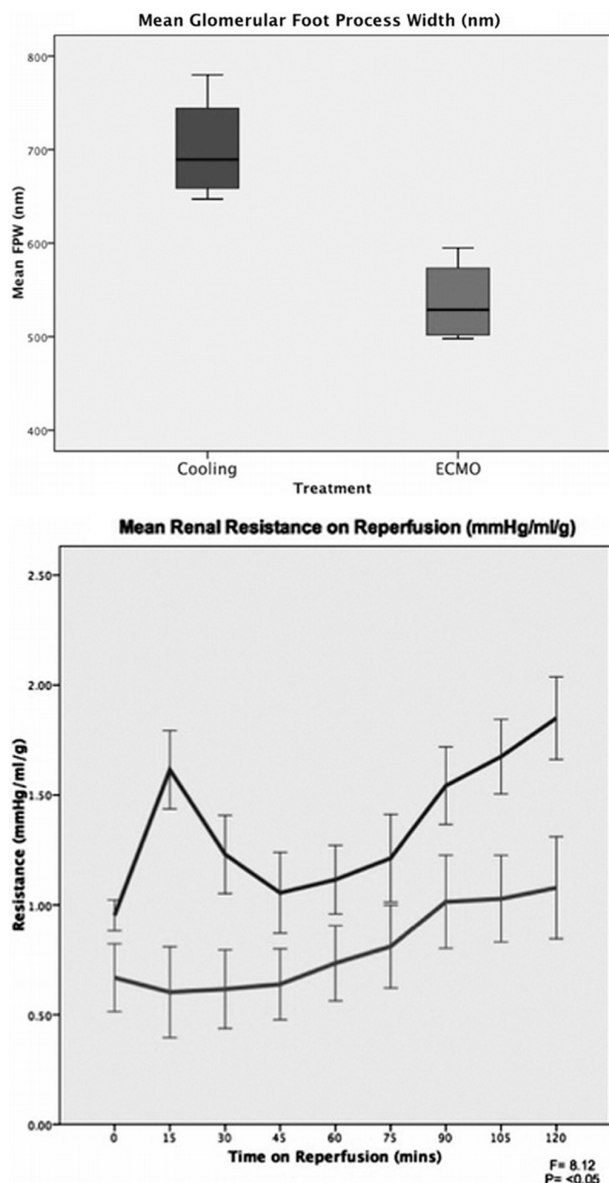 Mean Glomerular Foot Process Width (nm)
800
700
600
500
400
Mean FPW (nm)
Cooling ECMO
Treatment
Mean Renal Resistance on Reperfusion (mmHg/ml/g)
2.50
2.00
1.50
1.00
0.50
0.00
Resistance (mmHg/ml/g)
0 15 30 45 60 75 90 105 120
Time on Reperfusion (mins)
F= 8.12
P= <0.05